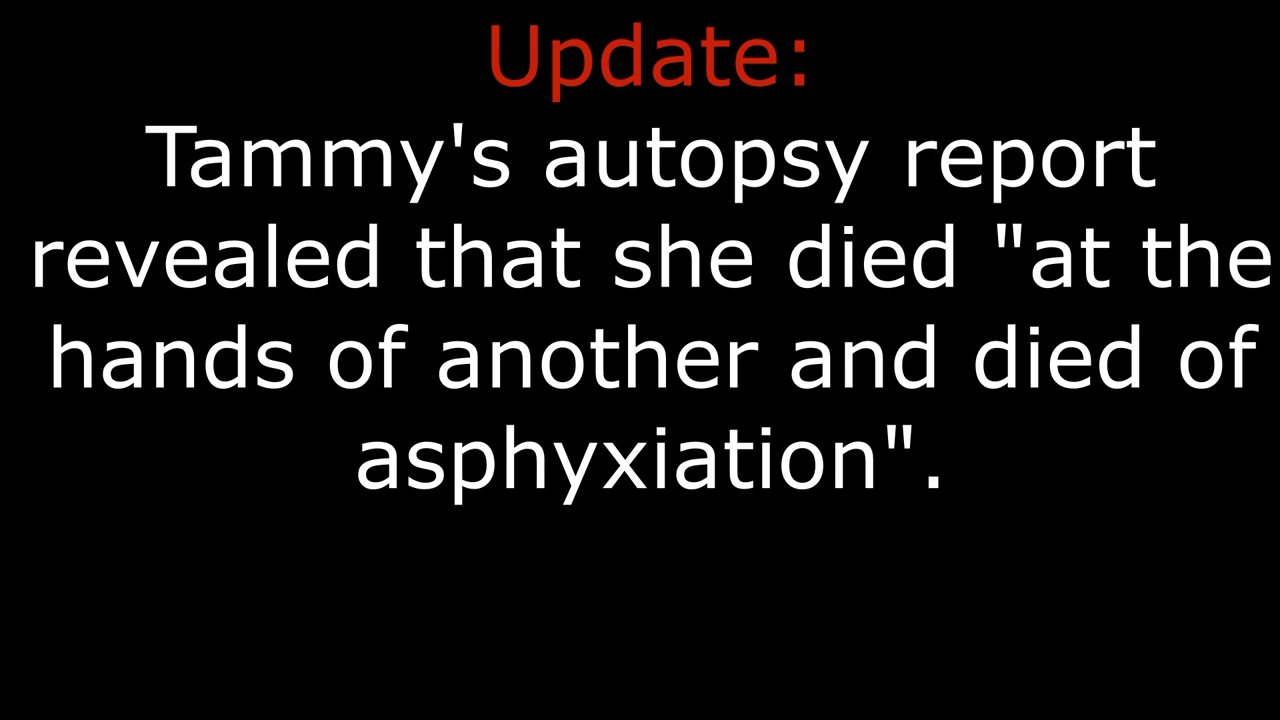 Update:
Tammy's autopsy report
revealed that she died "at the
hands of another and died of
asphyxiation".